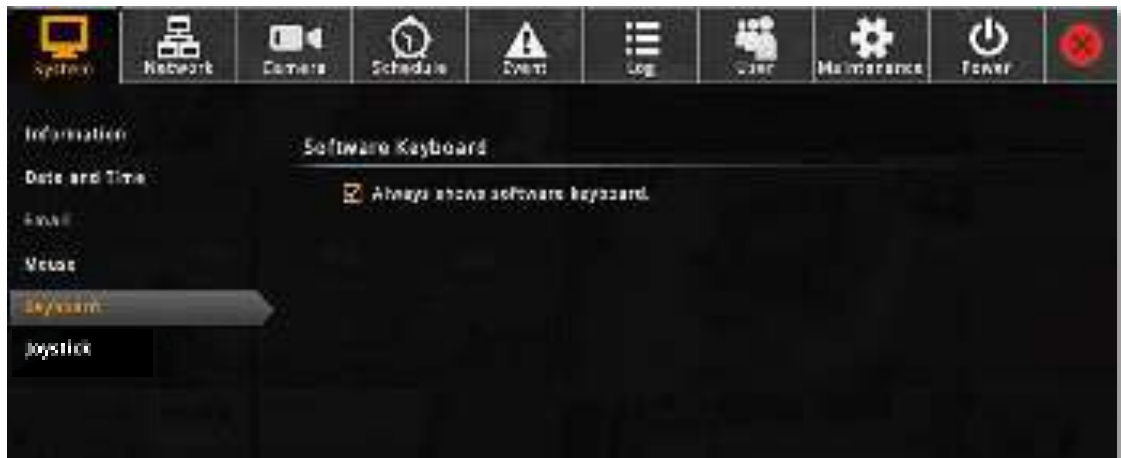 System Network Camera Schedule Event Log User Maintenance Power
Information
Software Keyboard
Date and Time
Always shows software keyboard.
Email
Mouse
Keyboard
Joystick